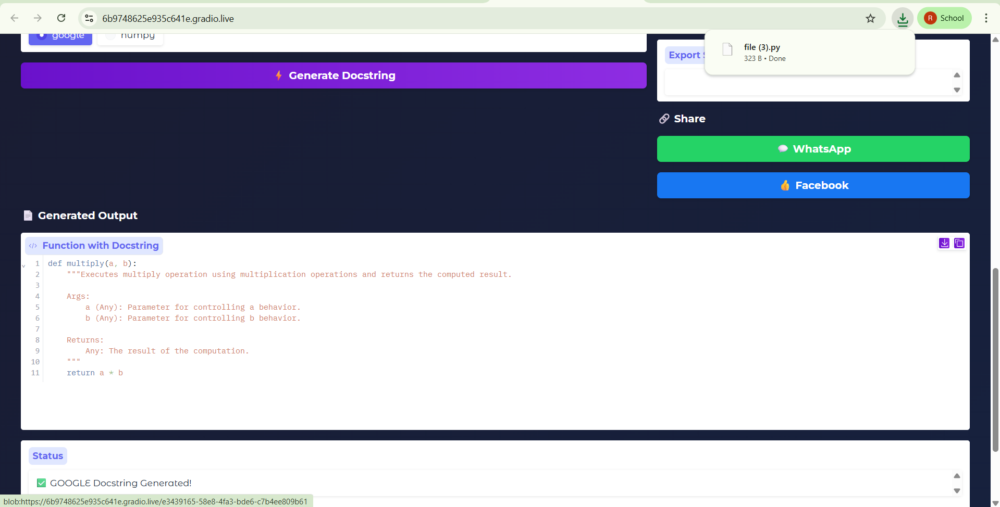 6b9748625e935c641e.gradio.live
R School
file (3).py
323 B • Done
google numpy
Export
⚡ Generate Docstring
🔗 Share
💬 WhatsApp
👍 Facebook
📄 Generated Output
</> Function with Docstring
1 def multiply(a, b):
2     """Executes multiply operation using multiplication operations and returns the computed result.
3
4     Args:
5         a (Any): Parameter for controlling a behavior.
6         b (Any): Parameter for controlling b behavior.
7
8     Returns:
9         Any: The result of the computation.
10     """
11     return a * b
Status
✅ GOOGLE Docstring Generated!
blob:https://6b9748625e935c641e.gradio.live/e3439165-58e8-4fa3-bde6-c7b4ee809b61